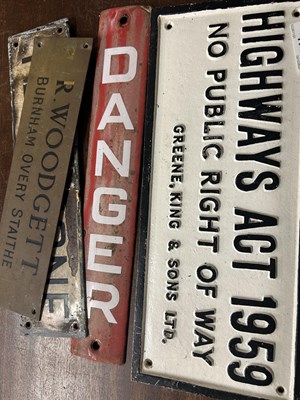 R. WOODGETT
BURNHAM OVERY STAITHE
DANGER
HIGHWAYS ACT 1959
NO PUBLIC RIGHT OF WAY
GREENE, KING & SONS LTD.